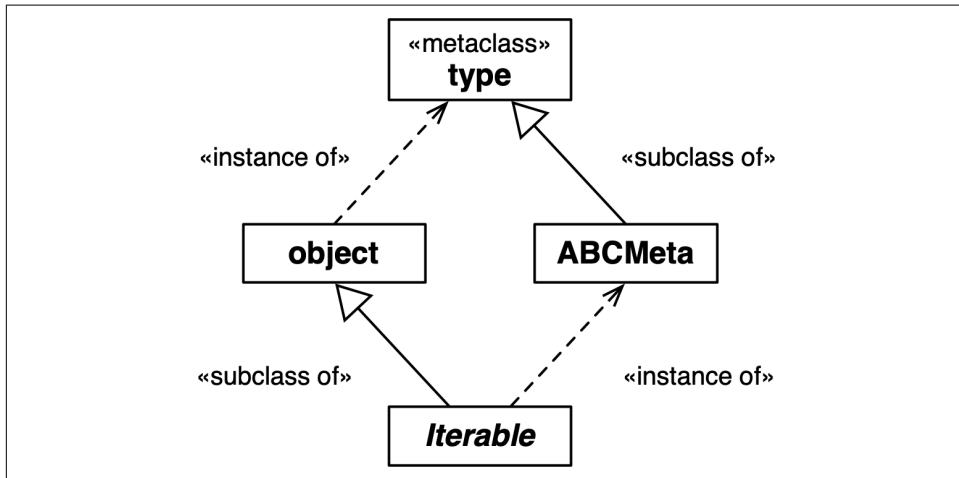 «metaclass»
type
«instance of»
«subclass of»
object
ABCMeta
«subclass of»
«instance of»
Iterable